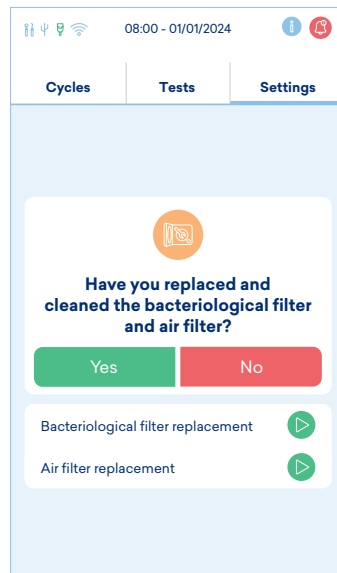 08:00 - 01/01/2024
Cycles
Tests
Settings
Have you replaced and
cleaned the bacteriological filter
and air filter?
Yes
No
Bacteriological filter replacement
Air filter replacement